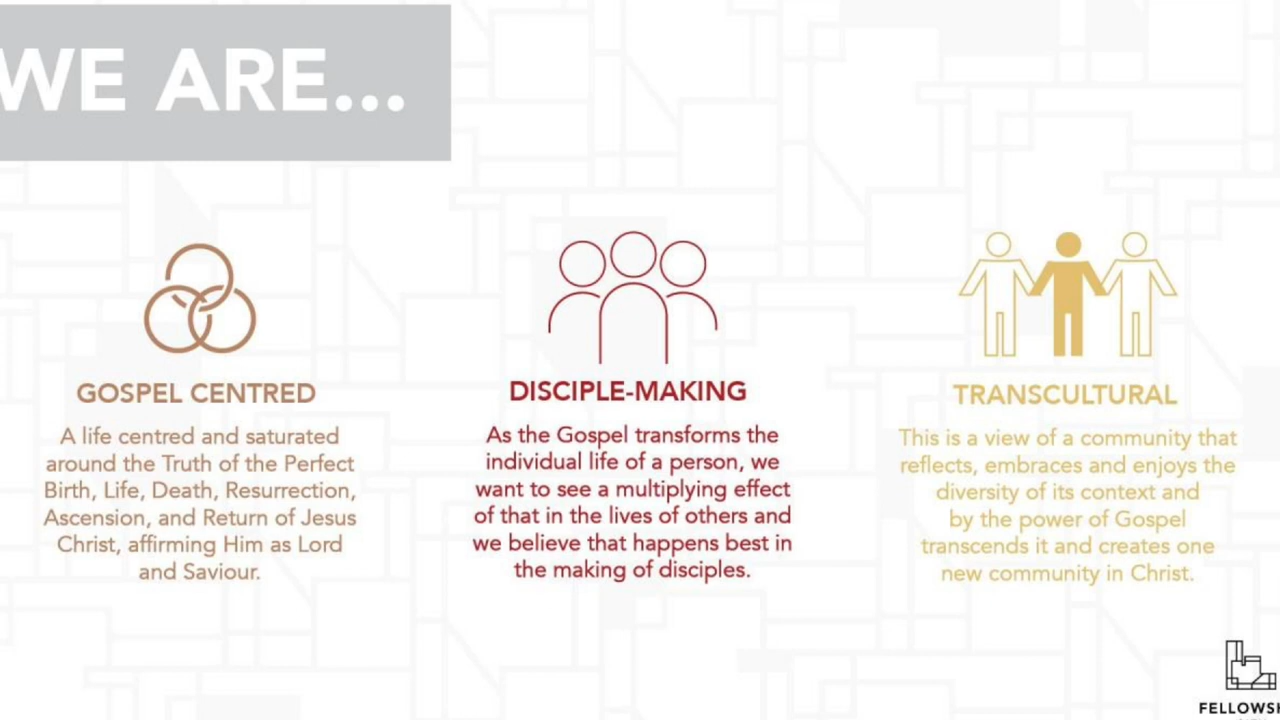 WE ARE...
GOSPEL CENTRED
A life centred and saturated
around the Truth of the Perfect
Birth, Life, Death, Resurrection,
Ascension, and Return of Jesus
Christ, affirming Him as Lord
and Saviour.
DISCIPLE-MAKING
As the Gospel transforms the
individual life of a person, we
want to see a multiplying effect
of that in the lives of others and
we believe that happens best in
the making of disciples.
TRANSCULTURAL
This is a view of a community that
reflects, embraces and enjoys the
diversity of its context and
by the power of Gospel
transcends it and creates one
new community in Christ.
FELLOWSH